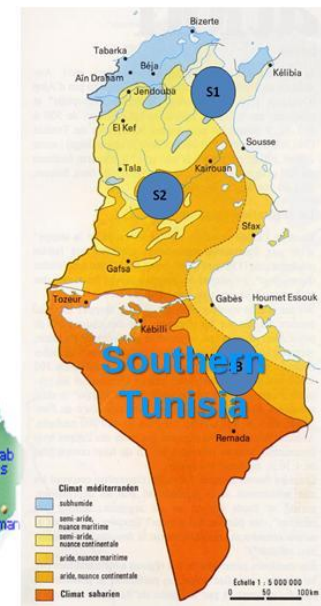 Bizerte
Tabarka
Béja
Aïn Draham
Jendouba
S1
Kélibia
El Kef
Sousse
Tala
Kairouan
S2
Sfax
Gafsa
Tozeur
Gabès
Houmet Essouk
Kébilli
Southern
Tunisia
3
Remada
Climat méditerranéen
subhumide
semi-aride,
nuance maritime
semi-aride,
nuance continentale
aride, nuance maritime
aride, nuance continentale
Climat saharien
Échelle 1 : 5 000 000
0
100km